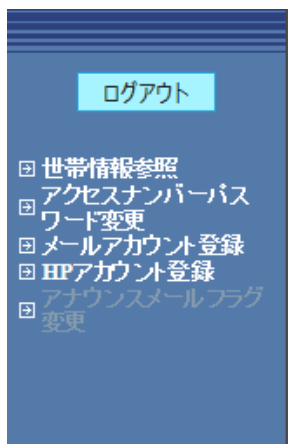 ログアウト
世帯情報参照
アクセスナンバーパス
ワード変更
メールアカウント登録
HPアカウント登録
アナウンスメールフラグ
変更